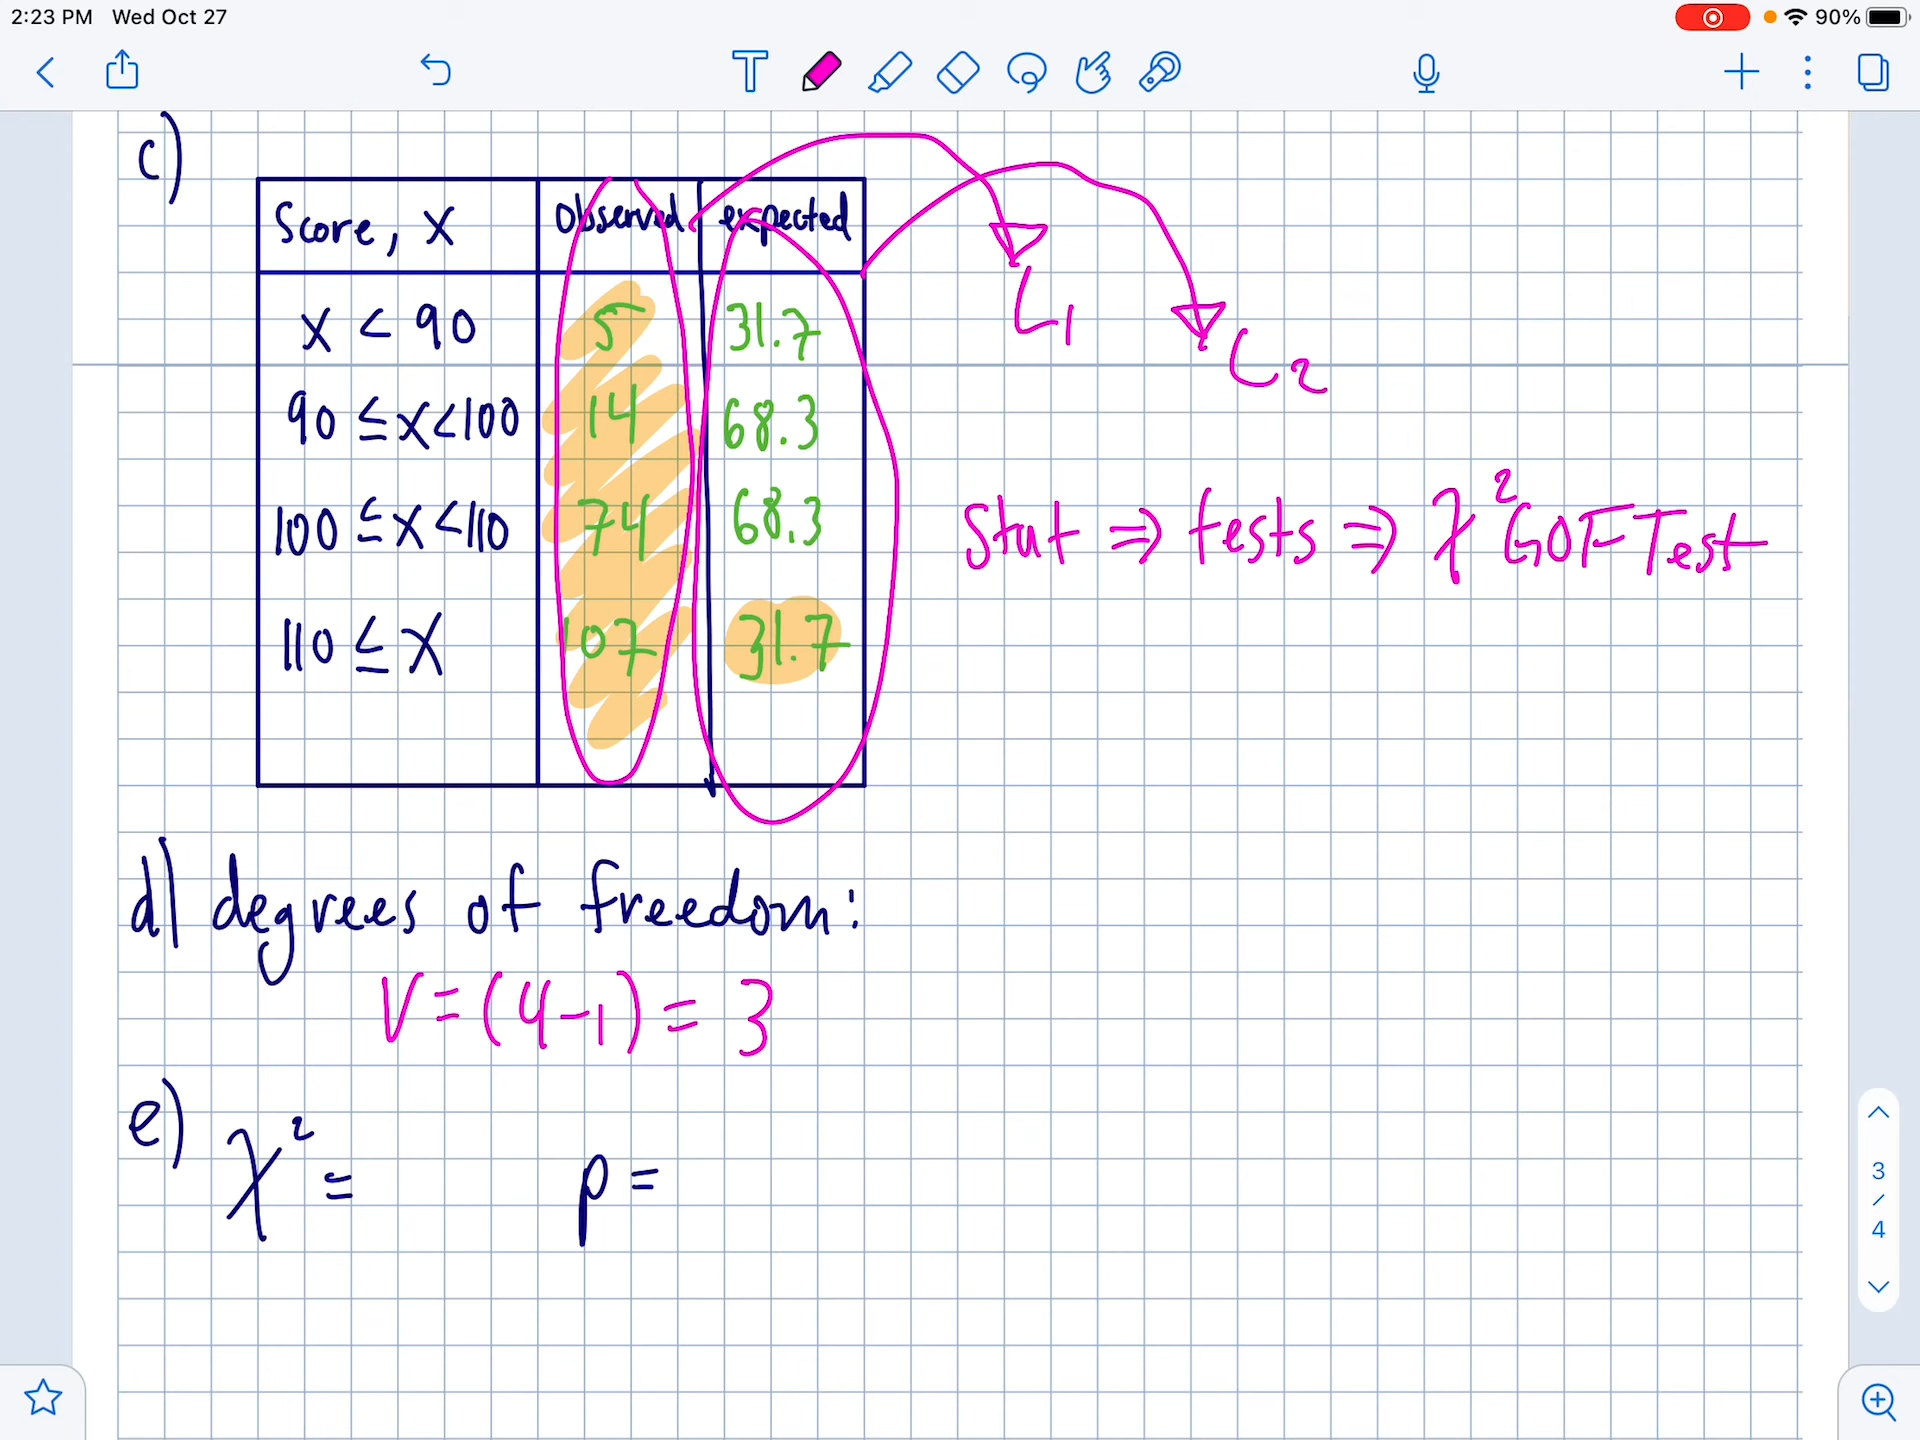 2:23 PM Wed Oct 27
90%
T
c)
Score, X observed expected
X < 90 5 31.7
90 ≤ X < 100 14 68.3
100 ≤ X < 110 74 68.3
110 ≤ X 107 31.7
L1
L2
Stat ⇒ tests ⇒ χ² GOF Test
d) degrees of freedom:
V = (4-1) = 3
e) χ² = p =
3
/
4